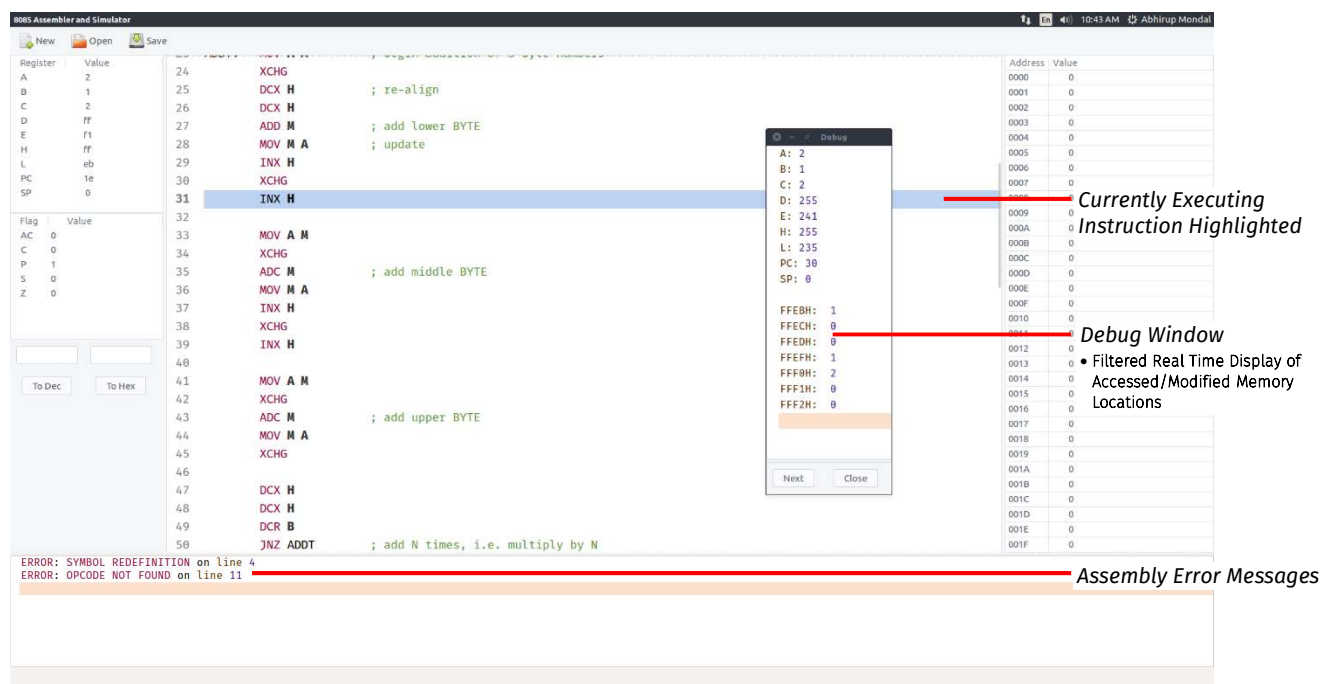 8085 Assembler and Simulator
En 10:43 AM Abhirup Mondal
New Open Save
Register Value
A 2
B 1
C 2
D ff
E f1
H ff
L eb
PC 1e
SP 0
Flag Value
AC 0
C 0
P 1
S 0
Z 0
To Dec To Hex
24 XCHG
25 DCX H ; re-align
26 DCX H
27 ADD M ; add lower BYTE
28 MOV M A ; update
29 INX H
30 XCHG
31 INX H
32
33 MOV A M
34 XCHG
35 ADC M ; add middle BYTE
36 MOV M A
37 INX H
38 XCHG
39 INX H
40
41 MOV A M
42 XCHG
43 ADC M ; add upper BYTE
44 MOV M A
45 XCHG
46
47 DCX H
48 DCX H
49 DCR B
50 JNZ ADDT ; add N times, i.e. multiply by N
Debug
A: 2
B: 1
C: 2
D: 255
E: 241
H: 255
L: 235
PC: 30
SP: 0
FFEBH: 1
FFECH: 0
FFEDH: 0
FFEFH: 1
FFF0H: 2
FFF1H: 0
FFF2H: 0
Next Close
Address Value
0000 0
0001 0
0002 0
0003 0
0004 0
0005 0
0006 0
0007 0
0009 0
000A 0
000B 0
000C 0
000D 0
000E 0
000F 0
0010 0
0012 0
0013 0
0014 0
0015 0
0016 0
0017 0
0018 0
0019 0
001A 0
001B 0
001C 0
001D 0
001E 0
001F 0
Currently Executing
Instruction Highlighted
Debug Window
• Filtered Real Time Display of
Accessed/Modified Memory
Locations
ERROR: SYMBOL REDEFINITION on line 4
ERROR: OPCODE NOT FOUND on line 11
Assembly Error Messages